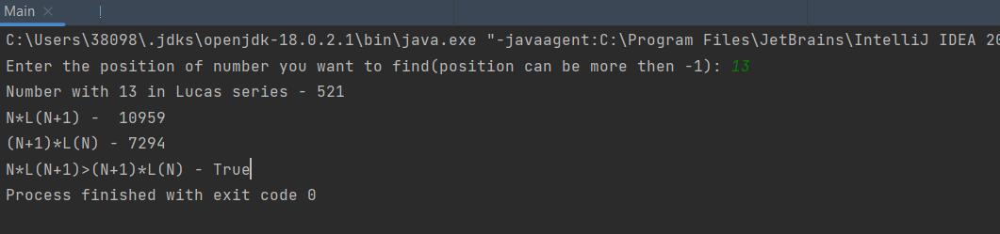 Main
C:\Users\38098\.jdks\openjdk-18.0.2.1\bin\java.exe "-javaagent:C:\Program Files\JetBrains\IntelliJ IDEA 20
Enter the position of number you want to find(position can be more then -1): 13
Number with 13 in Lucas series - 521
N*L(N+1) -  10959
(N+1)*L(N) - 7294
N*L(N+1)>(N+1)*L(N) - True
Process finished with exit code 0